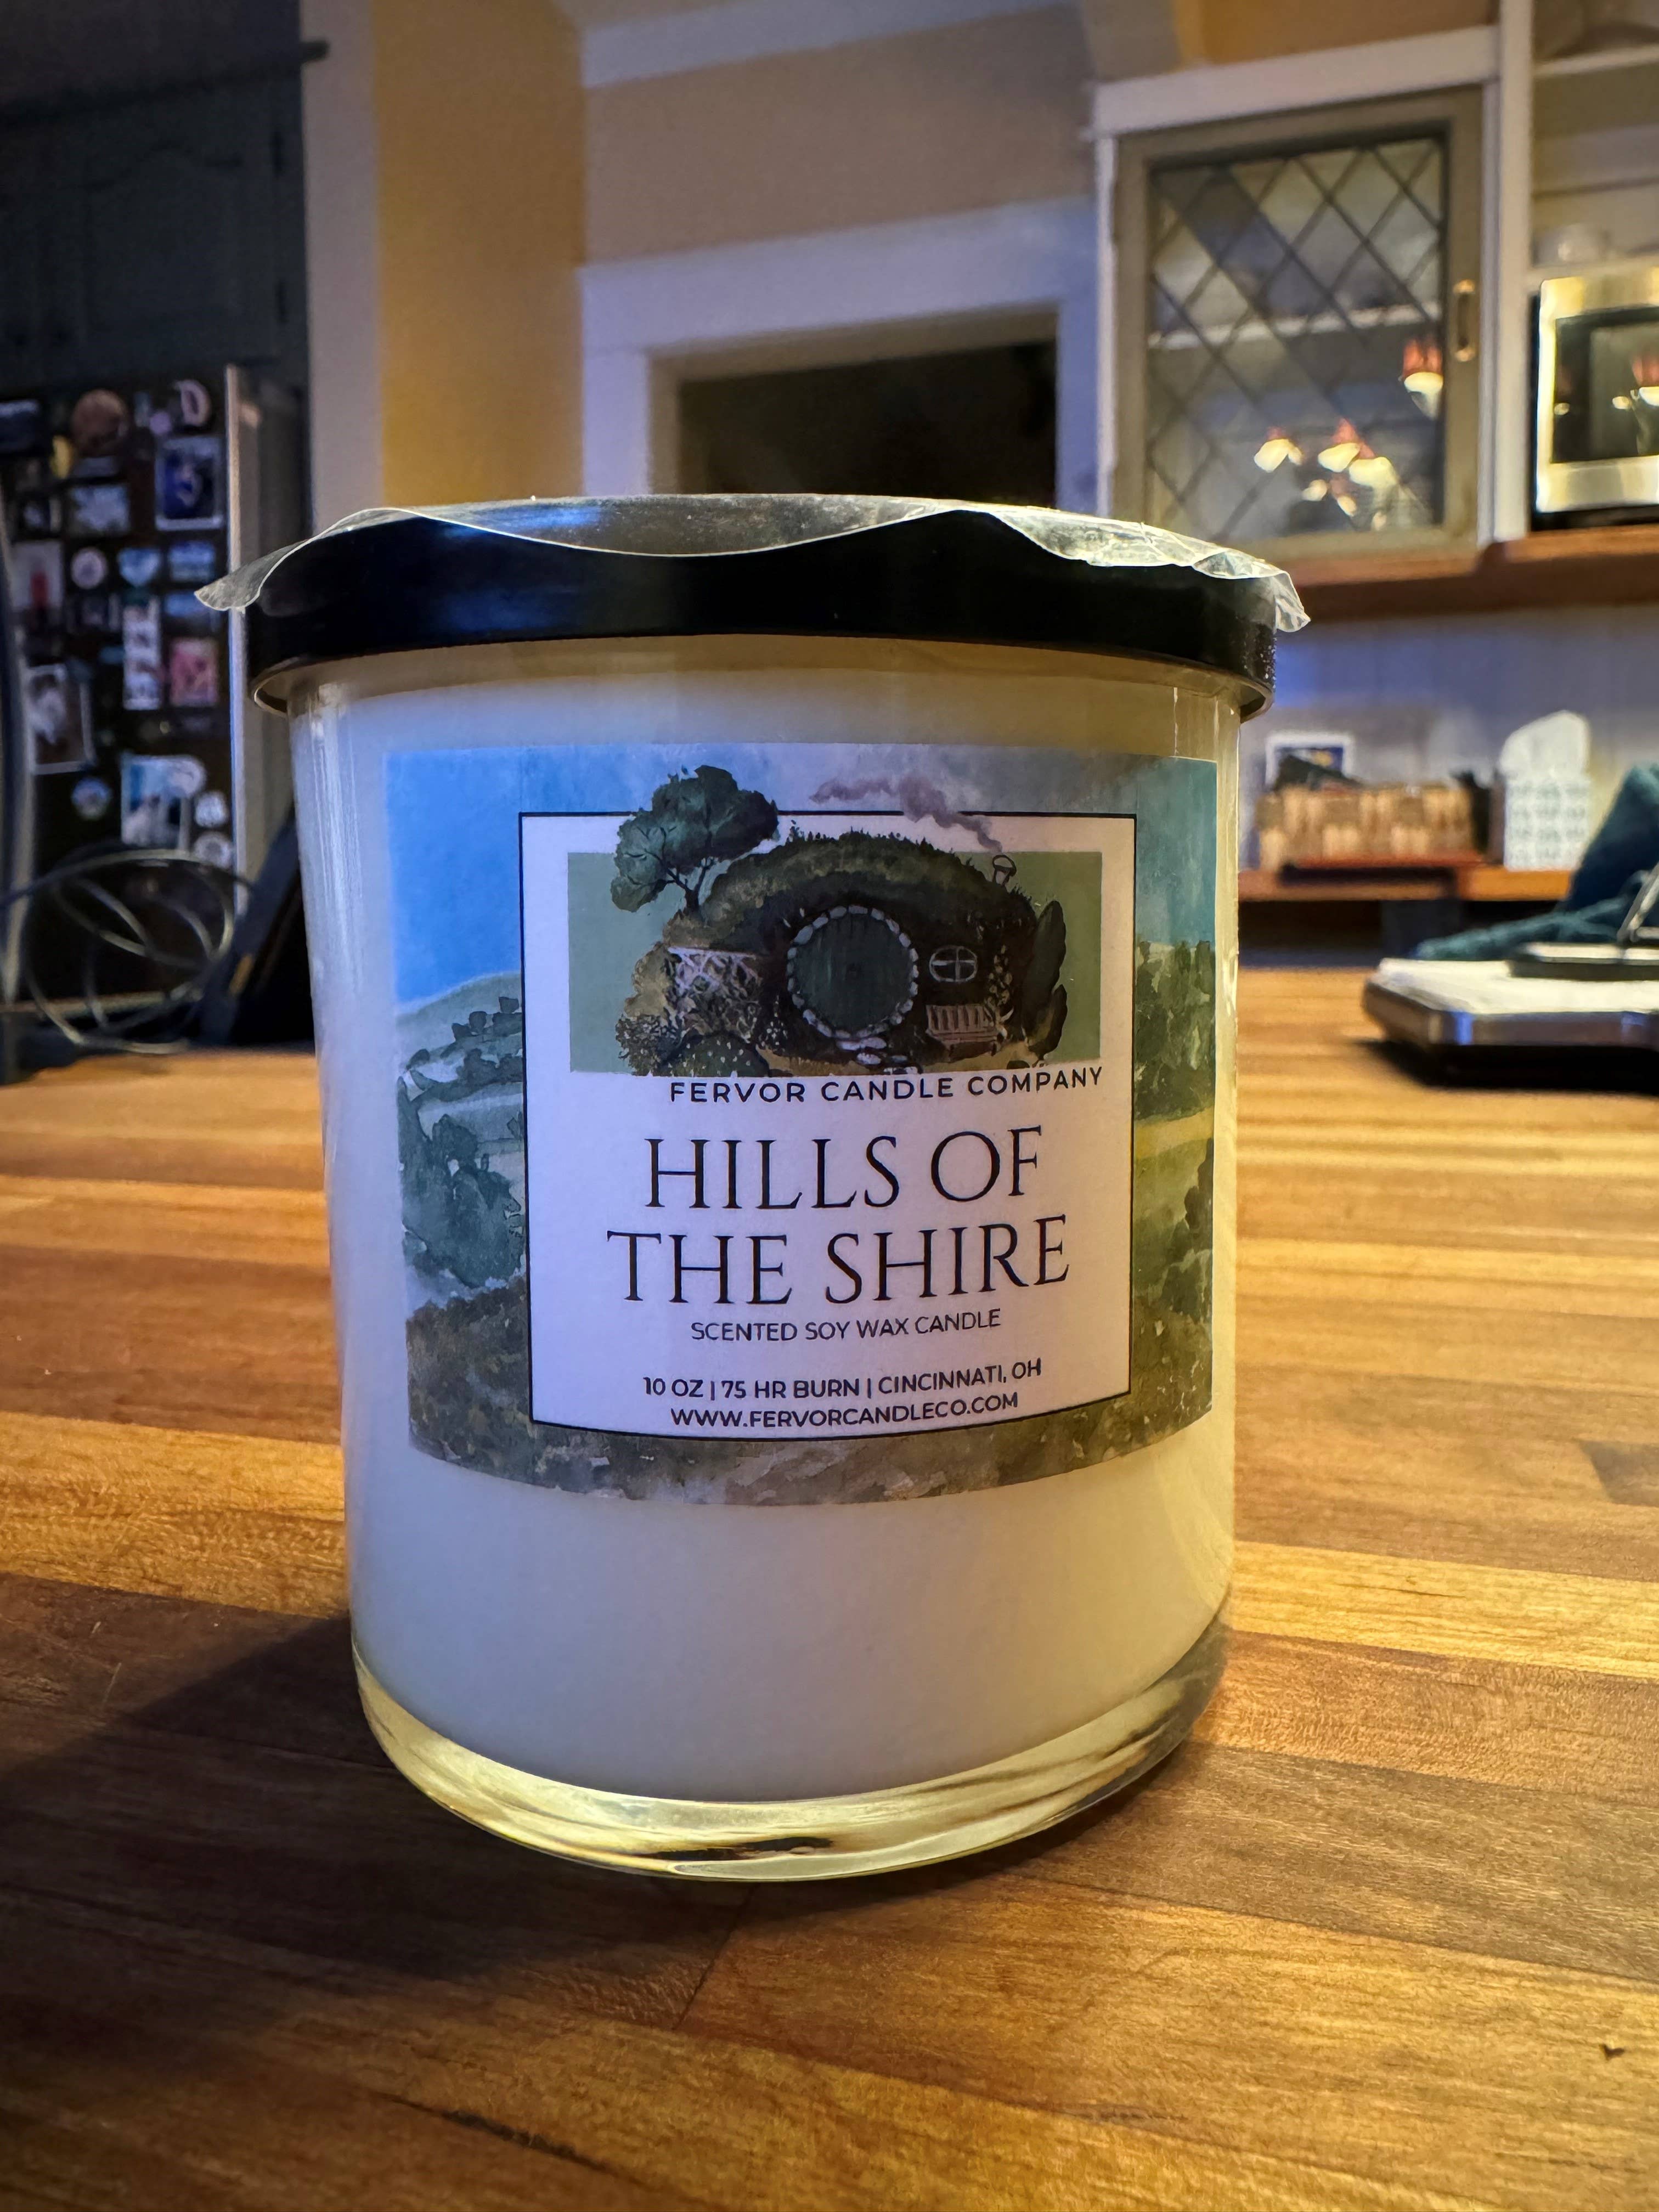 FERVOR CANDLE COMPANY
HILLS OF
THE SHIRE
SCENTED SOY WAX CANDLE
10 OZ | 75 HR BURN | CINCINNATI, OH
WWW.FERVORCANDLECO.COM
D